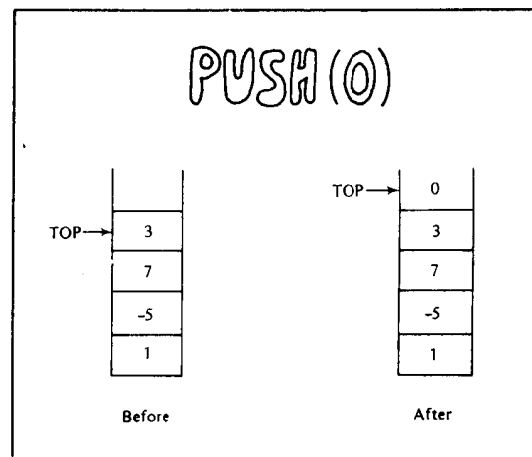 PUSH(0)
TOP→ 0
TOP→ 3 3
7 7
-5 -5
1 1
Before After